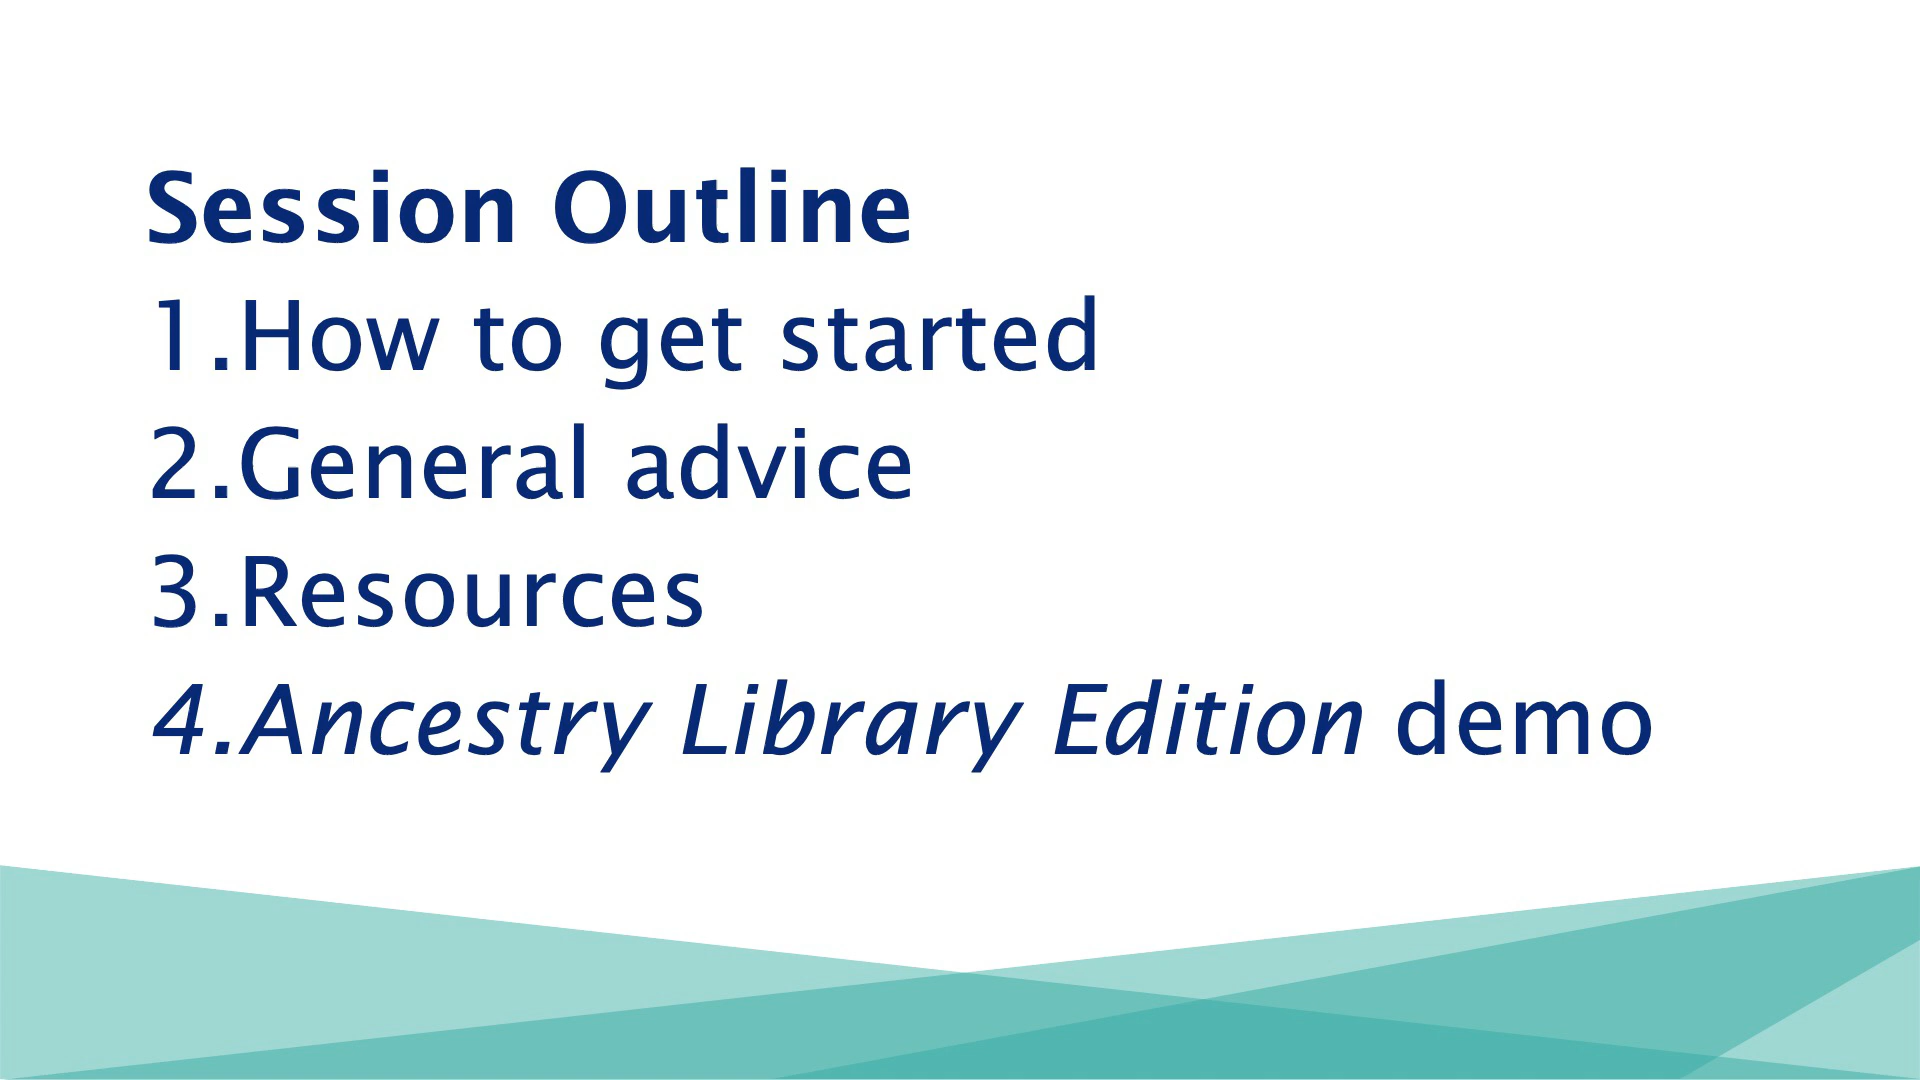 Session Outline
1.How to get started
2.General advice
3.Resources
4.Ancestry Library Edition demo